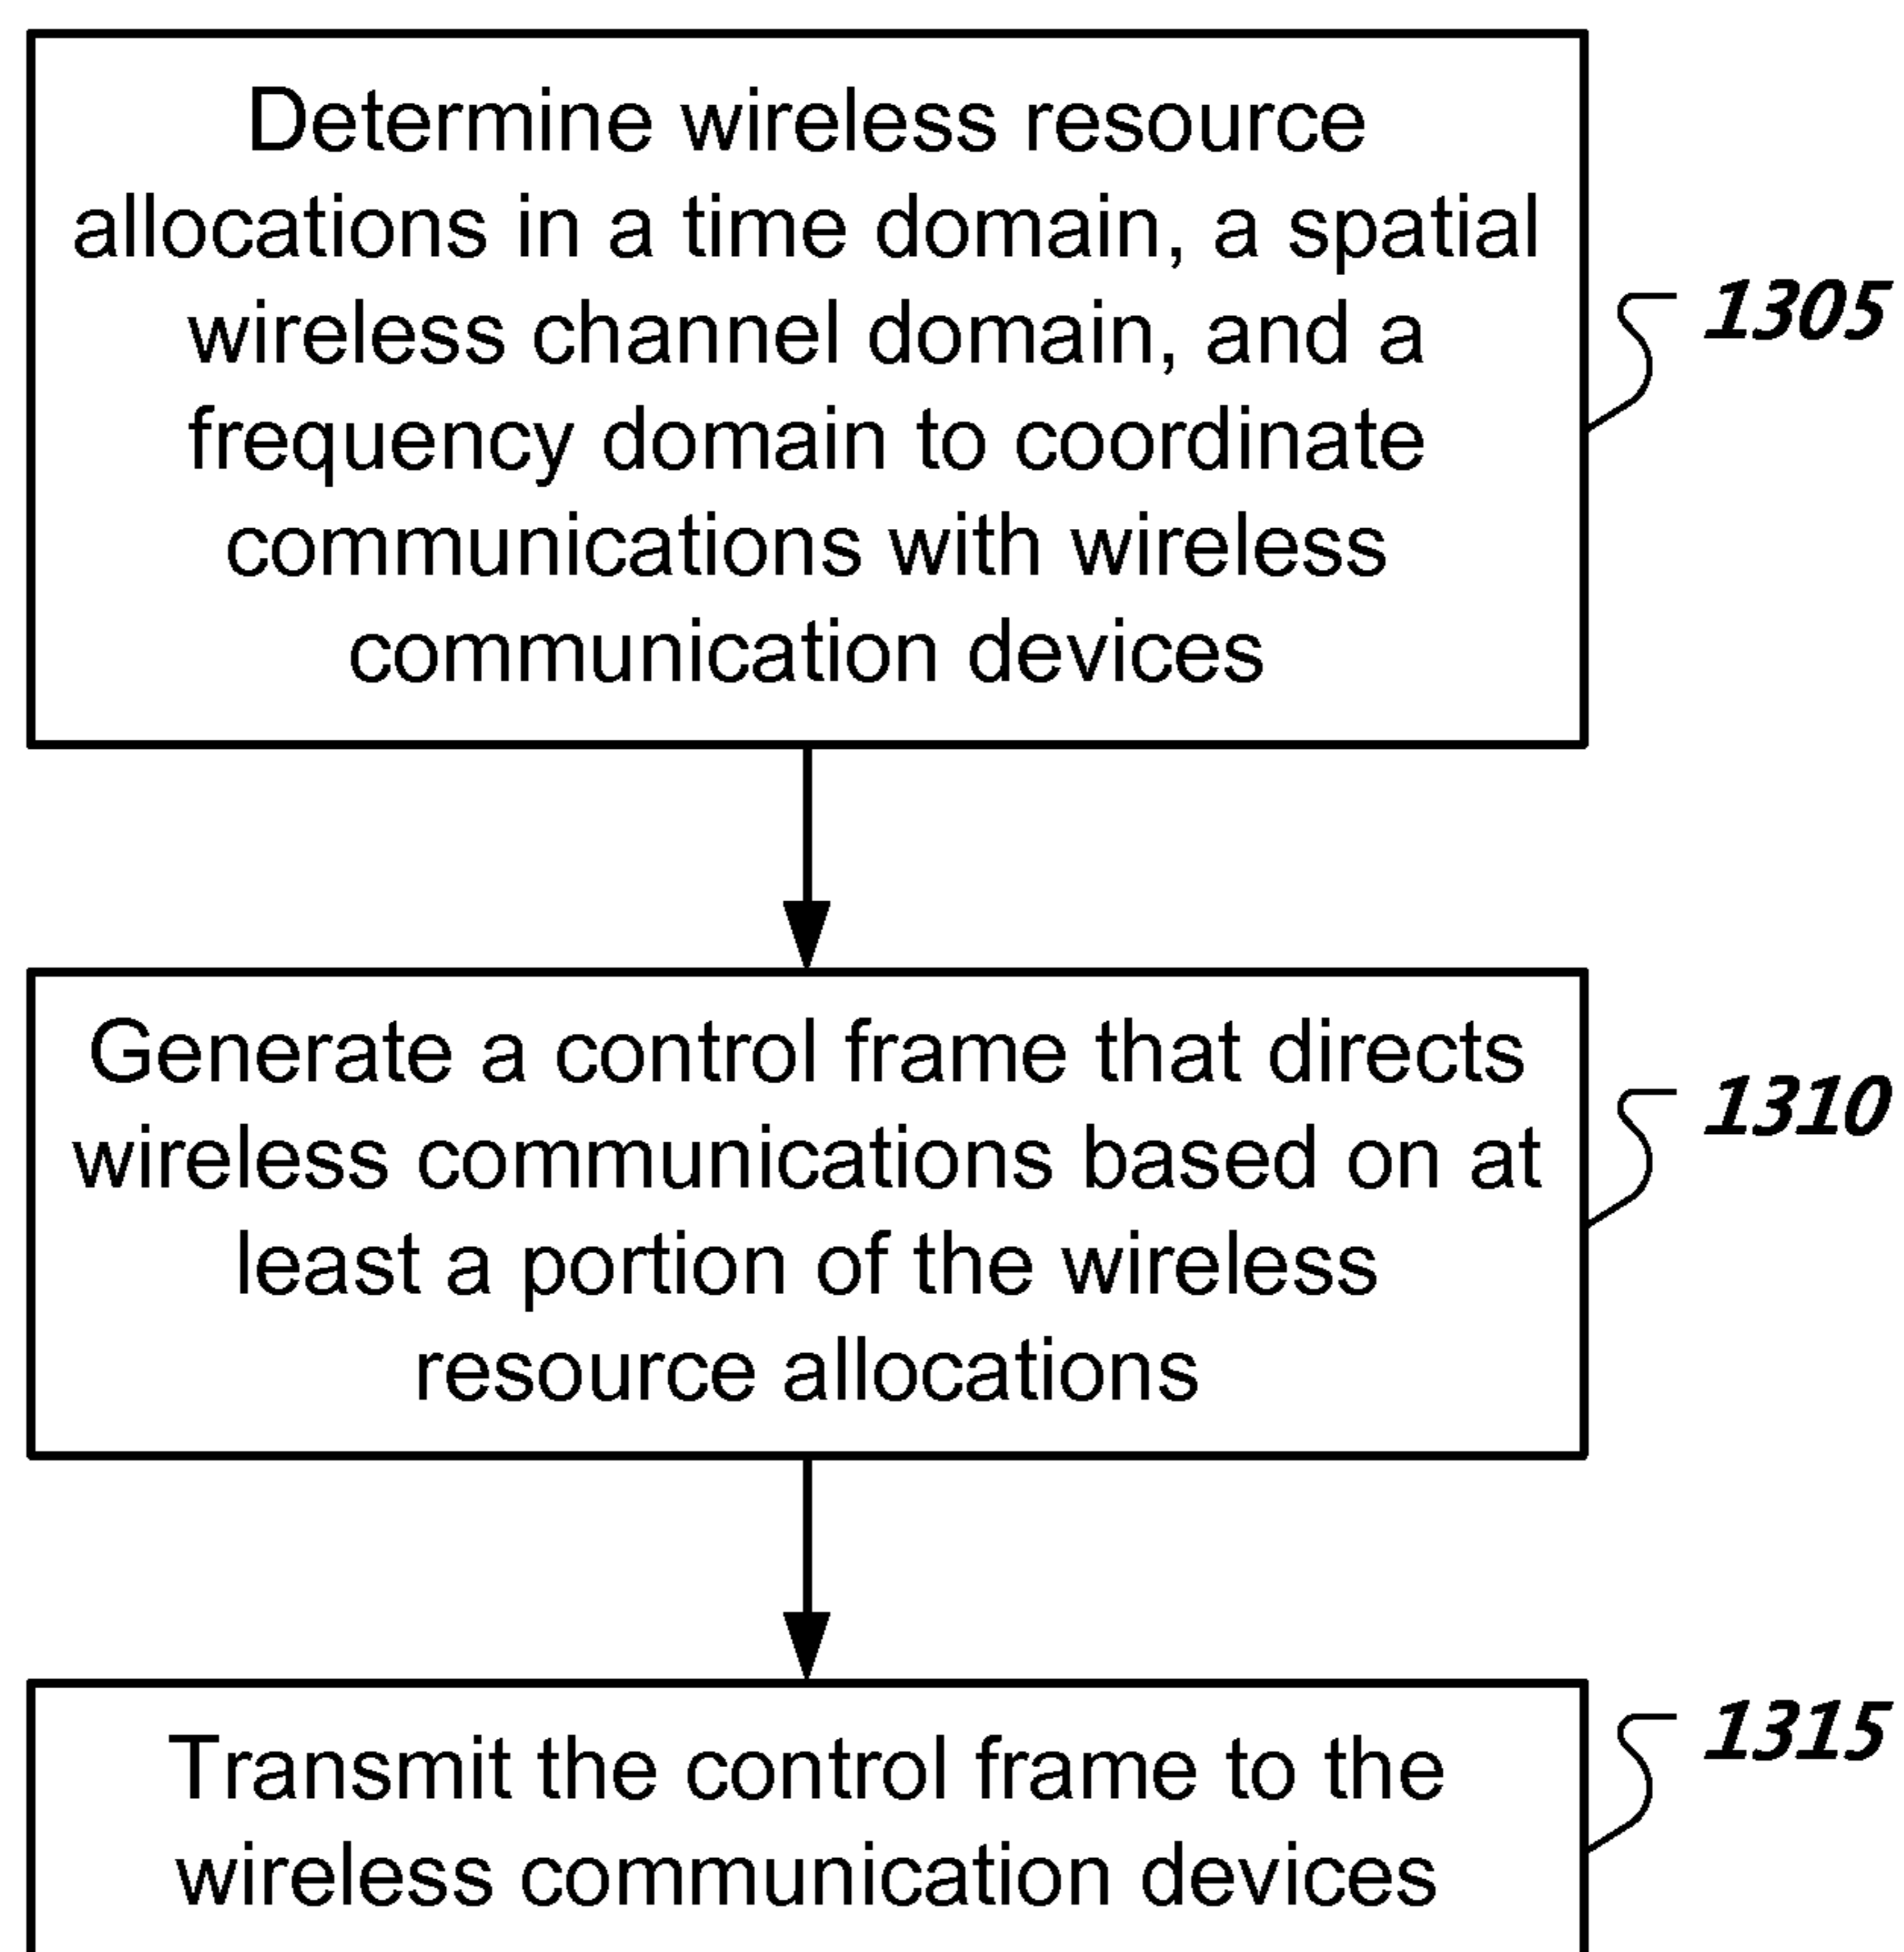 Determine wireless resource
allocations in a time domain, a spatial
wireless channel domain, and a
frequency domain to coordinate
communications with wireless
communication devices
1305
Generate a control frame that directs
wireless communications based on at
least a portion of the wireless
resource allocations
1310
Transmit the control frame to the
wireless communication devices
1315